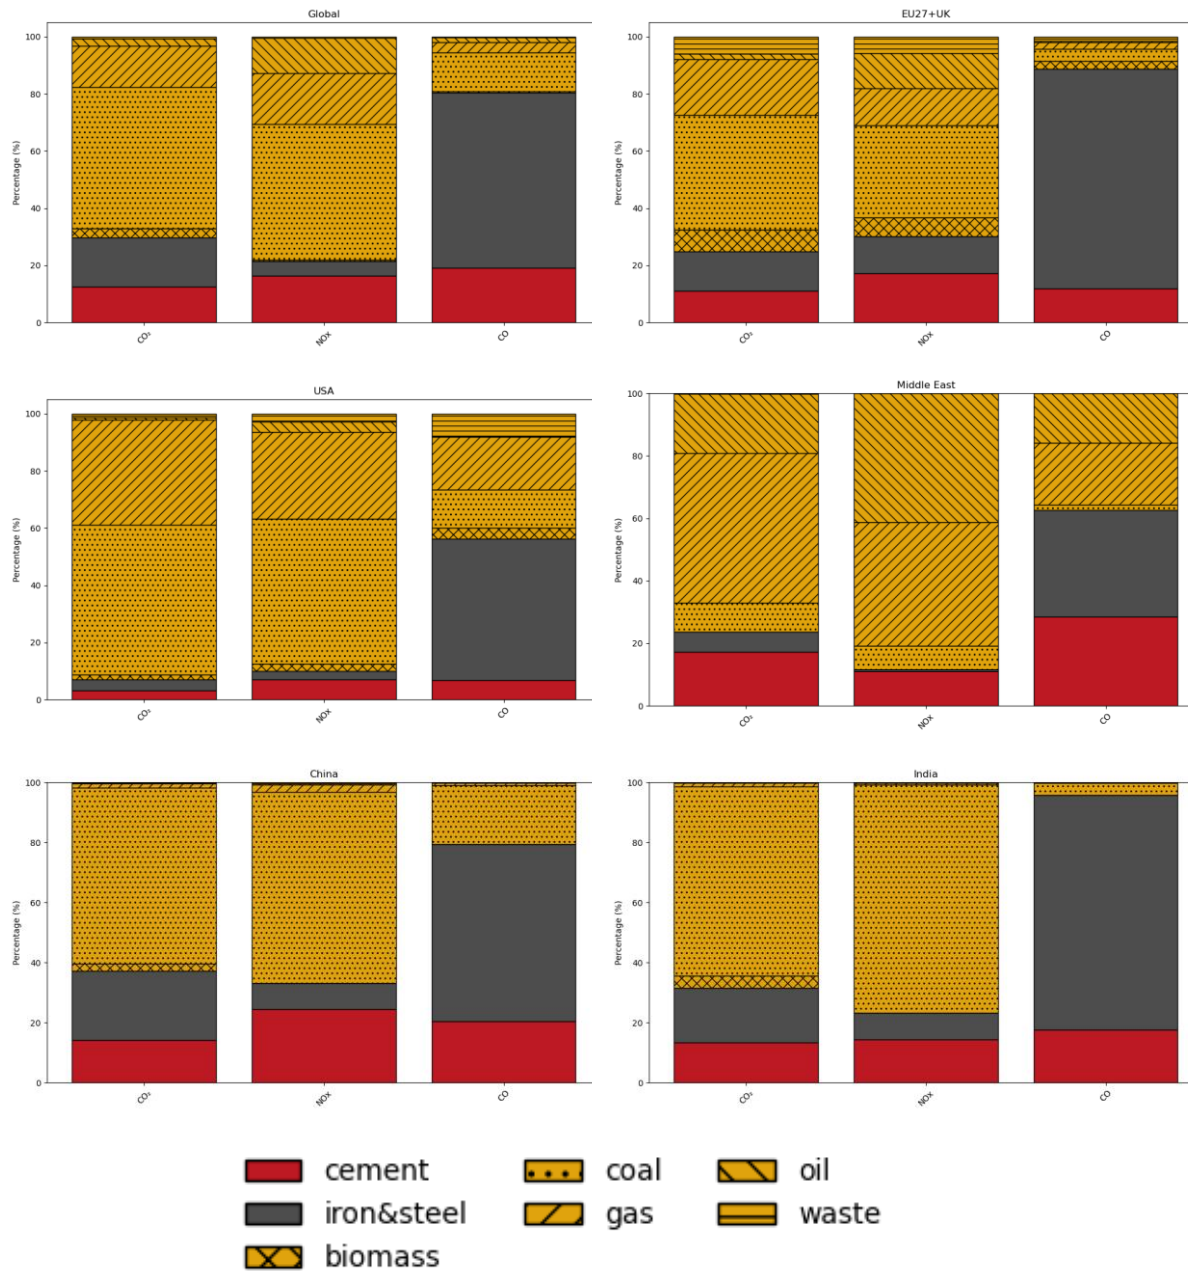 Global
Percentage (%)
100
80
60
40
20
0
CO₂
NOx
CO
EU27+UK
Percentage (%)
100
80
60
40
20
0
CO₂
NOx
CO
USA
Percentage (%)
100
80
60
40
20
0
CO₂
NOx
CO
Middle East
Percentage (%)
100
80
60
40
20
0
CO₂
NOx
CO
China
Percentage (%)
100
80
60
40
20
0
CO₂
NOx
CO
India
Percentage (%)
100
80
60
40
20
0
CO₂
NOx
CO
cement
iron&steel
biomass
coal
gas
oil
waste